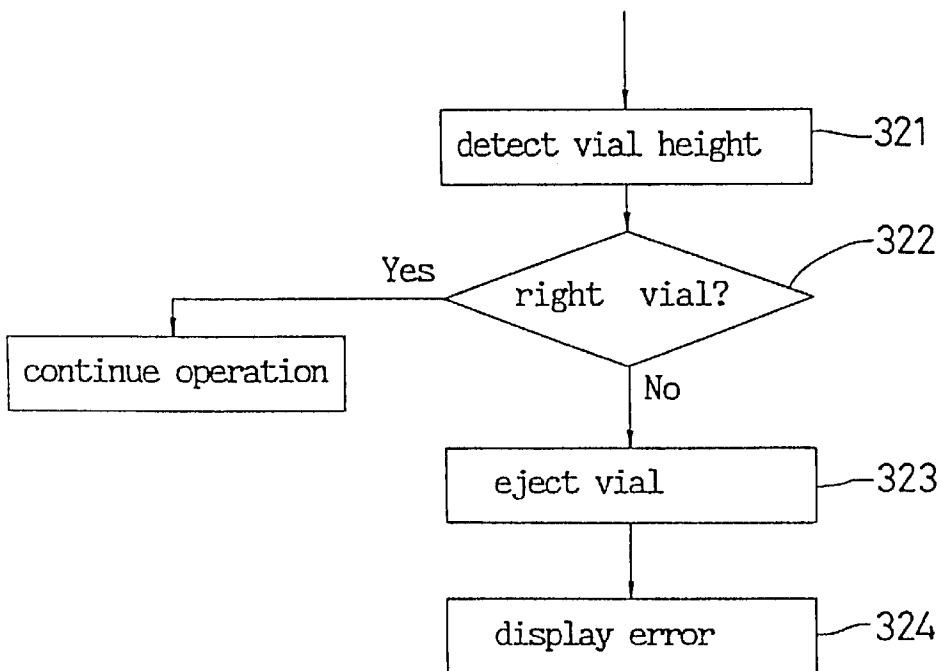 detect vial height
321
322
right vial?
Yes
continue operation
No
eject vial
323
display error
324